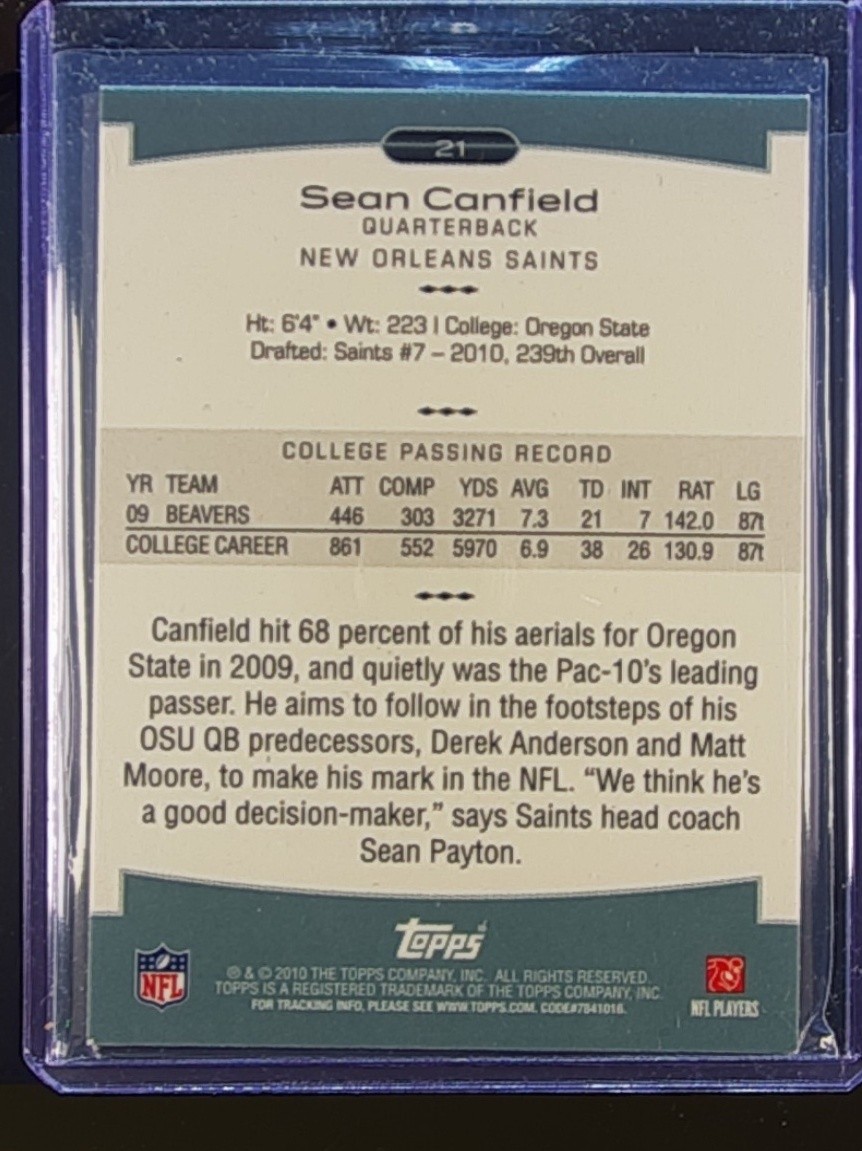 21
Sean Canfield
QUARTERBACK
NEW ORLEANS SAINTS
Ht: 6'4" • Wt: 223 | College: Oregon State
Drafted: Saints #7 – 2010, 239th Overall
COLLEGE PASSING RECORD
YR TEAM ATT COMP YDS AVG TD INT RAT LG
09 BEAVERS 446 303 3271 7.3 21 7 142.0 87t
COLLEGE CAREER 861 552 5970 6.9 38 26 130.9 87t
Canfield hit 68 percent of his aerials for Oregon
State in 2009, and quietly was the Pac-10's leading
passer. He aims to follow in the footsteps of his
OSU QB predecessors, Derek Anderson and Matt
Moore, to make his mark in the NFL. “We think he's
a good decision-maker,” says Saints head coach
Sean Payton.
Topps
NFL
® & © 2010 THE TOPPS COMPANY, INC. ALL RIGHTS RESERVED.
TOPPS IS A REGISTERED TRADEMARK OF THE TOPPS COMPANY, INC.
FOR TRACKING INFO, PLEASE SEE WWW.TOPPS.COM. CODE#7841016.
NFL PLAYERS